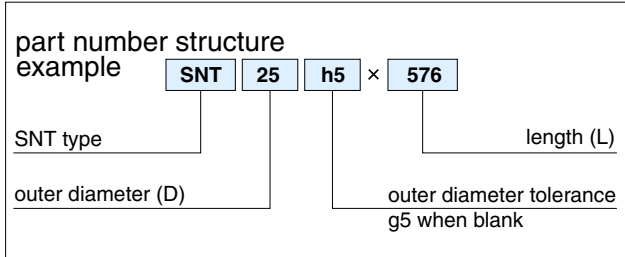 part number structure
example
SNT 25 h5 × 576
SNT type
length (L)
outer diameter (D)
outer diameter tolerance
g5 when blank